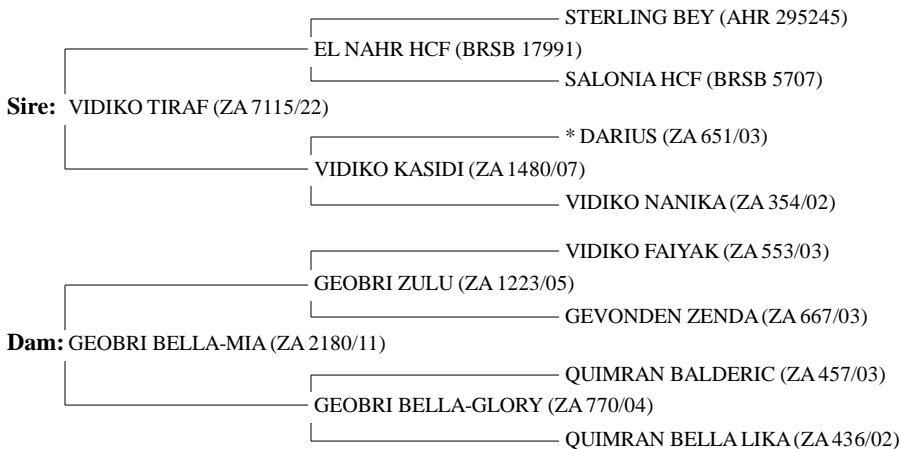 STERLING BEY (AHR 295245)
EL NAHR HCF (BRSB 17991)
SALONIA HCF (BRSB 5707)
Sire: VIDIKO TIRAF (ZA 7115/22)
* DARIUS (ZA 651/03)
VIDIKO KASIDI (ZA 1480/07)
VIDIKO NANIKA (ZA 354/02)
VIDIKO FAIYAK (ZA 553/03)
GEOBRI ZULU (ZA 1223/05)
GEVONDEN ZENDA (ZA 667/03)
Dam: GEOBRI BELLA-MIA (ZA 2180/11)
QUIMRAN BALDERIC (ZA 457/03)
GEOBRI BELLA-GLORY (ZA 770/04)
QUIMRAN BELLA LIKA (ZA 436/02)